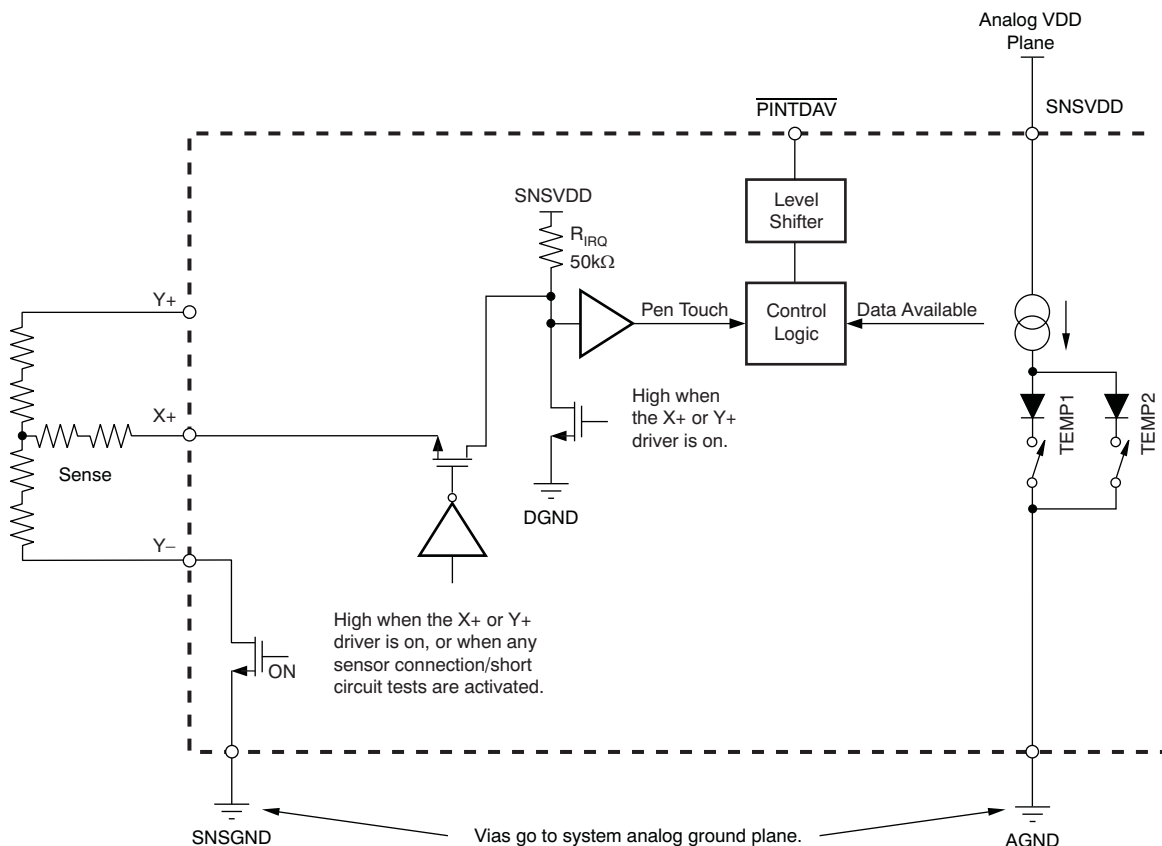 Analog VDD
Plane
SNSVDD
PINTDAV
Level
Shifter
SNSVDD
RIRQ
50kΩ
Y+
Pen Touch
Control
Logic
Data Available
High when
the X+ or Y+
driver is on.
TEMP1
TEMP2
X+
Sense
DGND
Y–
High when the X+ or Y+
driver is on, or when any
sensor connection/short
circuit tests are activated.
ON
SNSGND
Vias go to system analog ground plane.
AGND